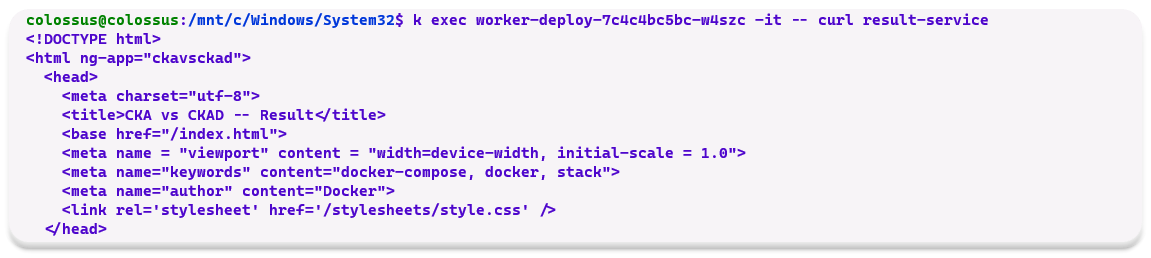 colossus@colossus:/mnt/c/Windows/System32$ k exec worker-deploy-7c4c4bc5bc-w4szc -it -- curl result-service
<!DOCTYPE html>
<html ng-app="ckavsckad">
  <head>
    <meta charset="utf-8">
    <title>CKA vs CKAD -- Result</title>
    <base href="/index.html">
    <meta name = "viewport" content = "width=device-width, initial-scale = 1.0">
    <meta name="keywords" content="docker-compose, docker, stack">
    <meta name="author" content="Docker">
    <link rel='stylesheet' href='/stylesheets/style.css' />
  </head>